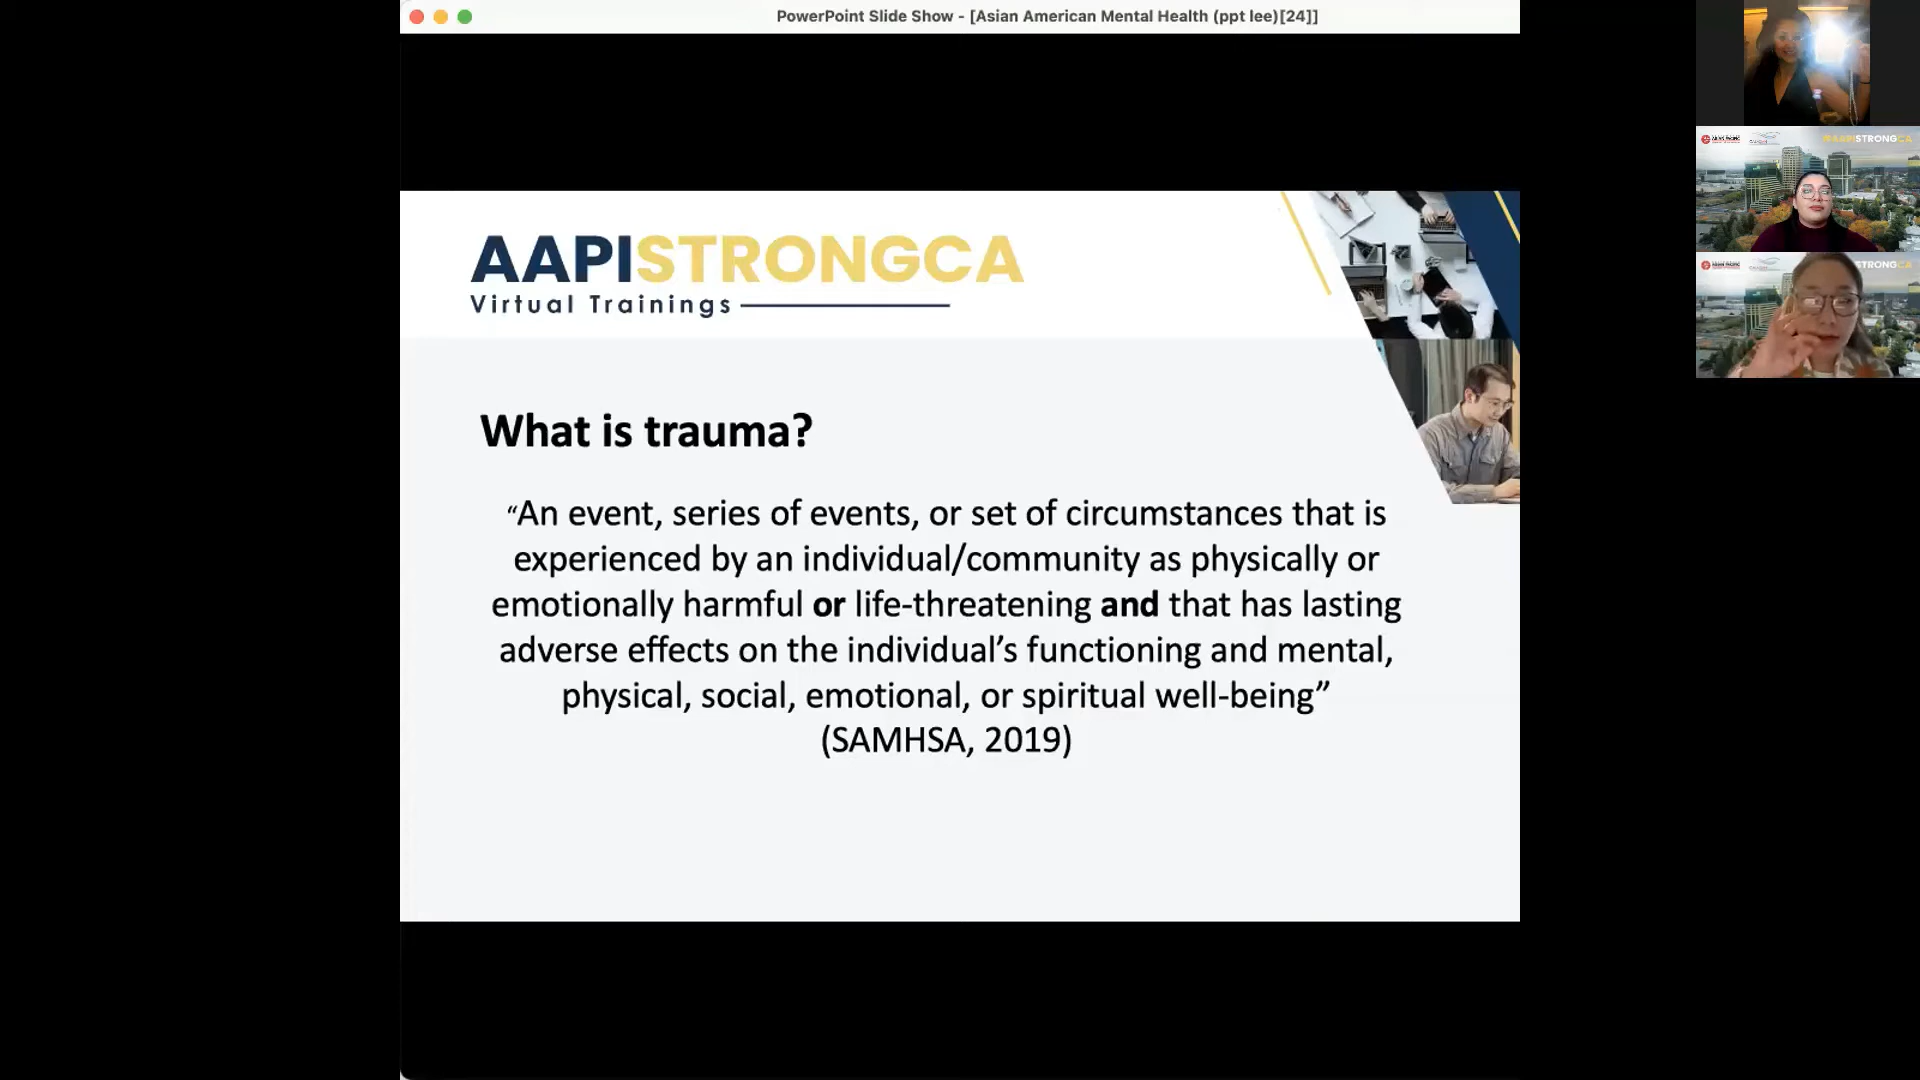 PowerPoint Slide Show - [Asian American Mental Health (ppt lee)[24]]
AAPISTRONGCA
Virtual Trainings
What is trauma?
“An event, series of events, or set of circumstances that is
experienced by an individual/community as physically or
emotionally harmful or life-threatening and that has lasting
adverse effects on the individual’s functioning and mental,
physical, social, emotional, or spiritual well-being”
(SAMHSA, 2019)
#AAPISTRONGCA
STRONGCA